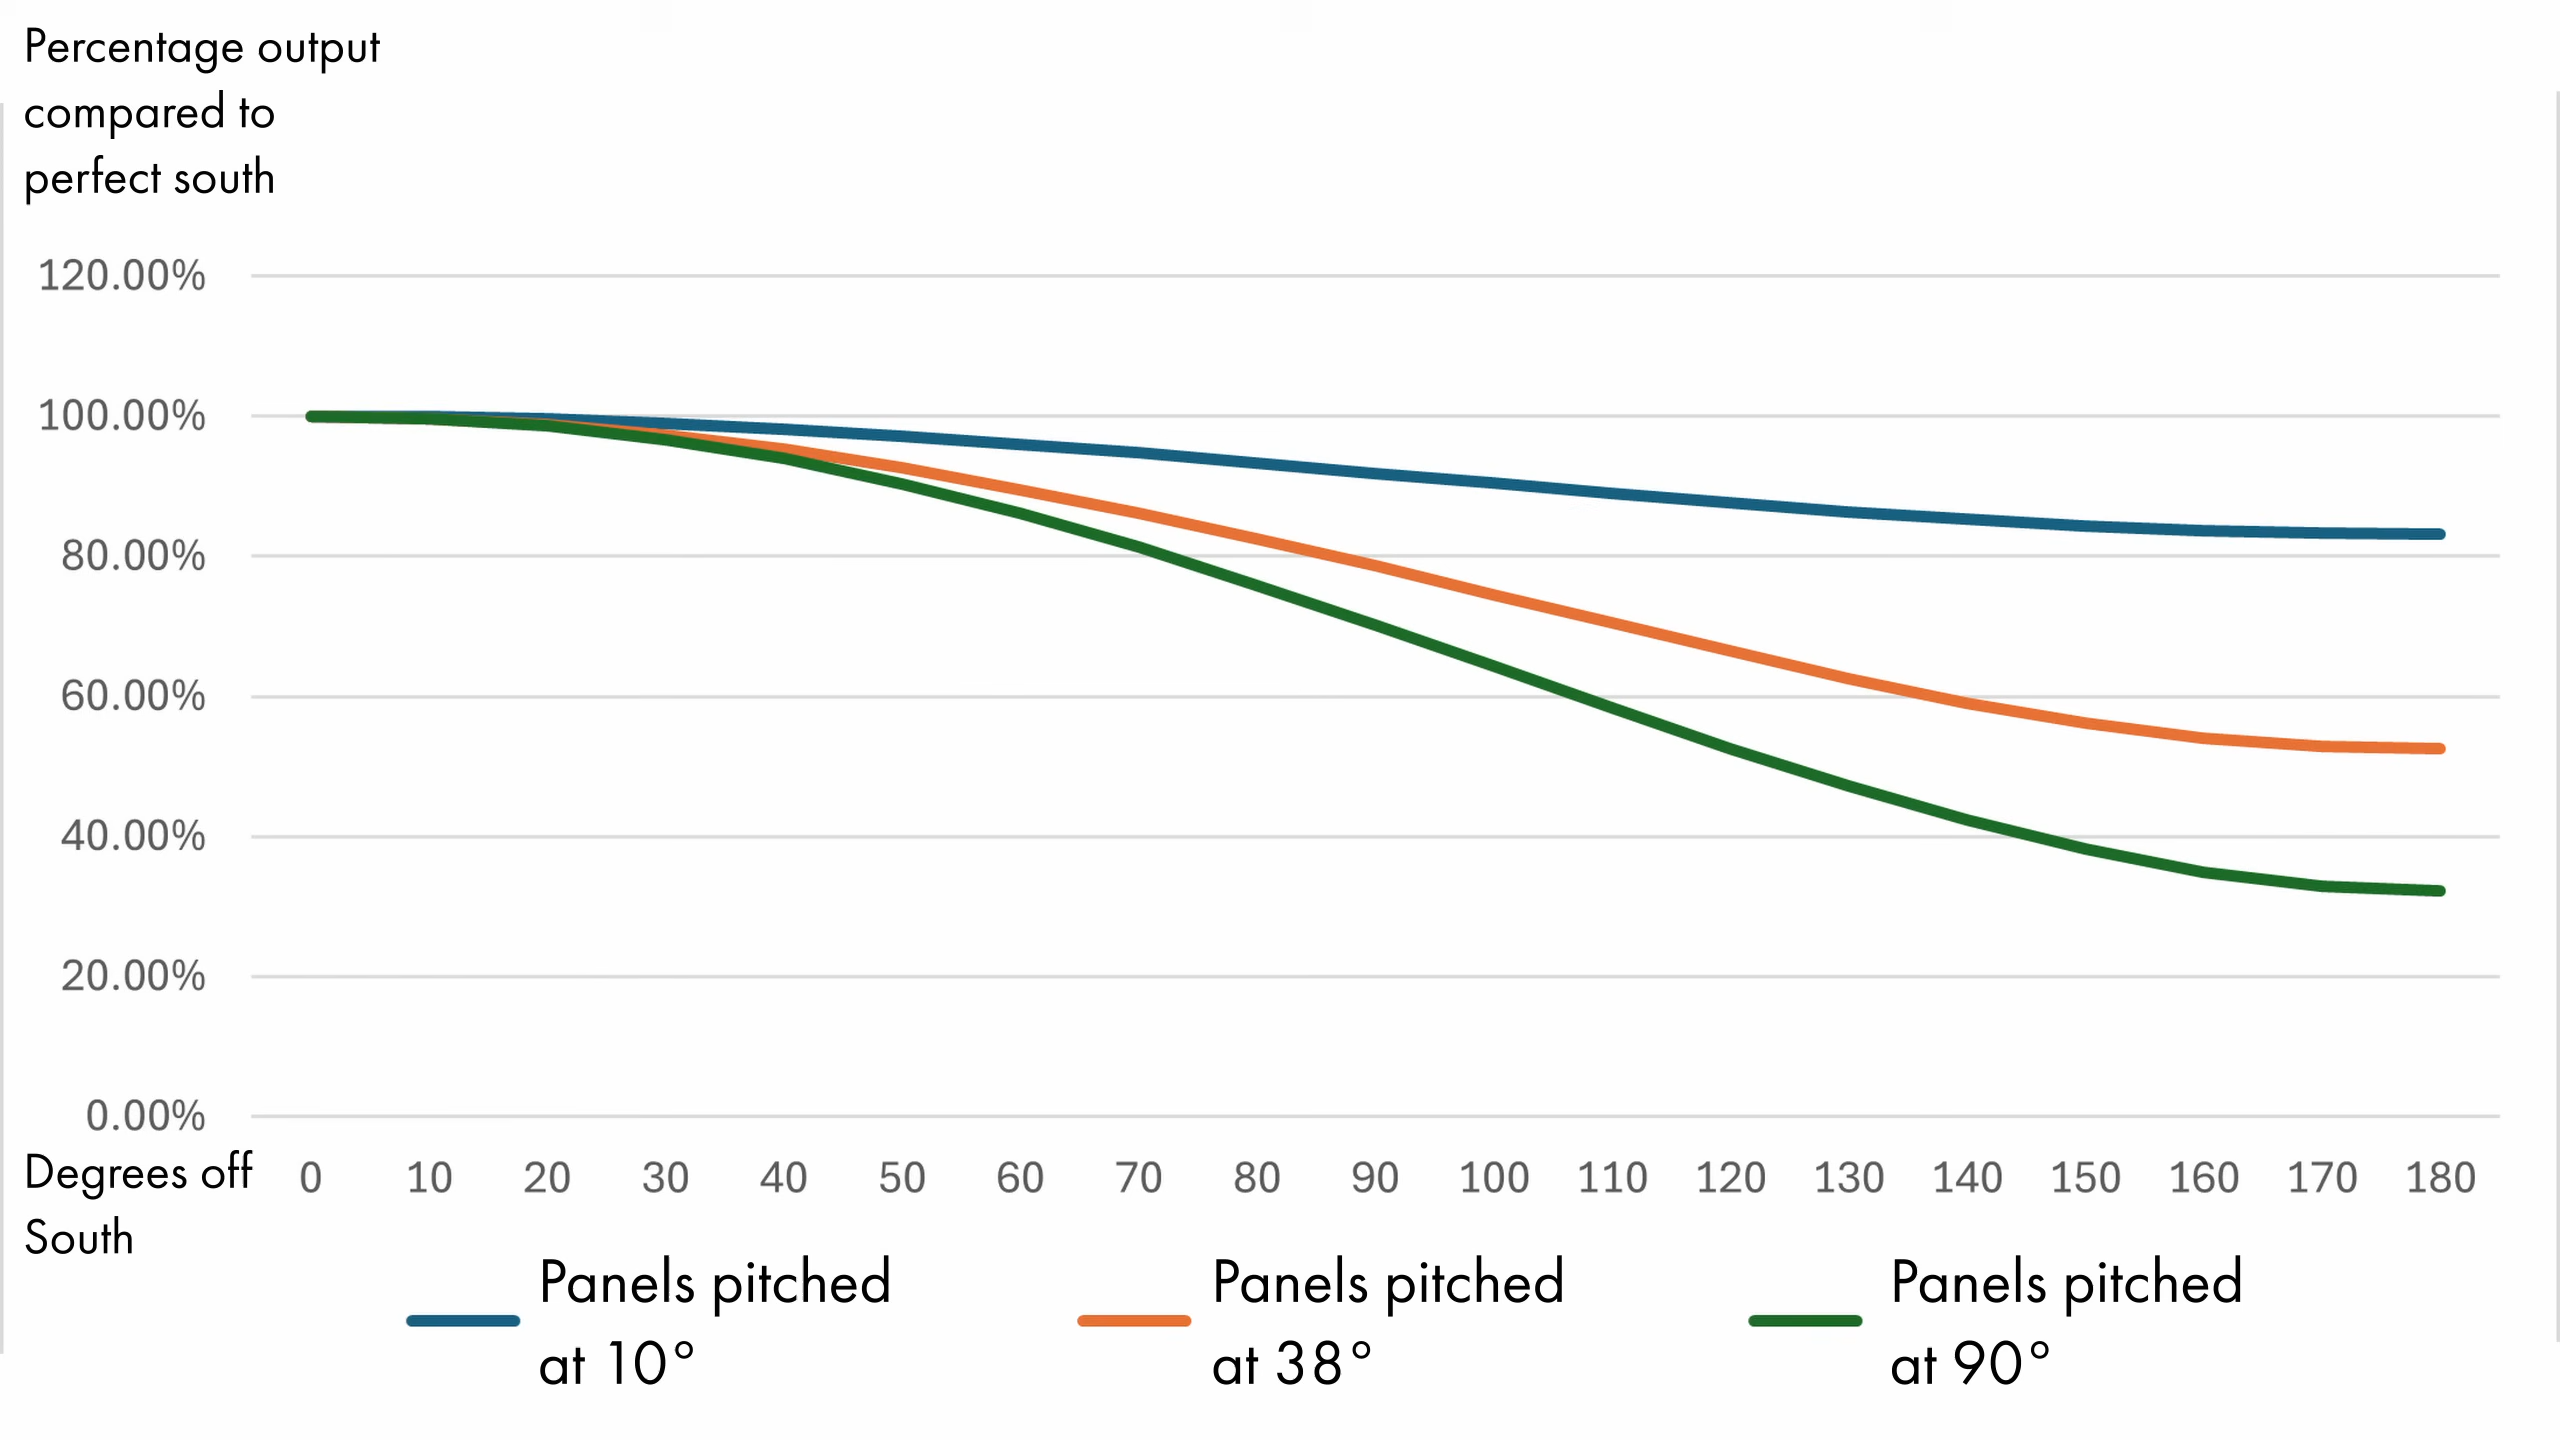 Percentage output
compared to
perfect south
120.00%
100.00%
80.00%
60.00%
40.00%
20.00%
0.00%
Degrees off
South
0 10 20 30 40 50 60 70 80 90 100 110 120 130 140 150 160 170 180
Panels pitched
at 10°
Panels pitched
at 38°
Panels pitched
at 90°